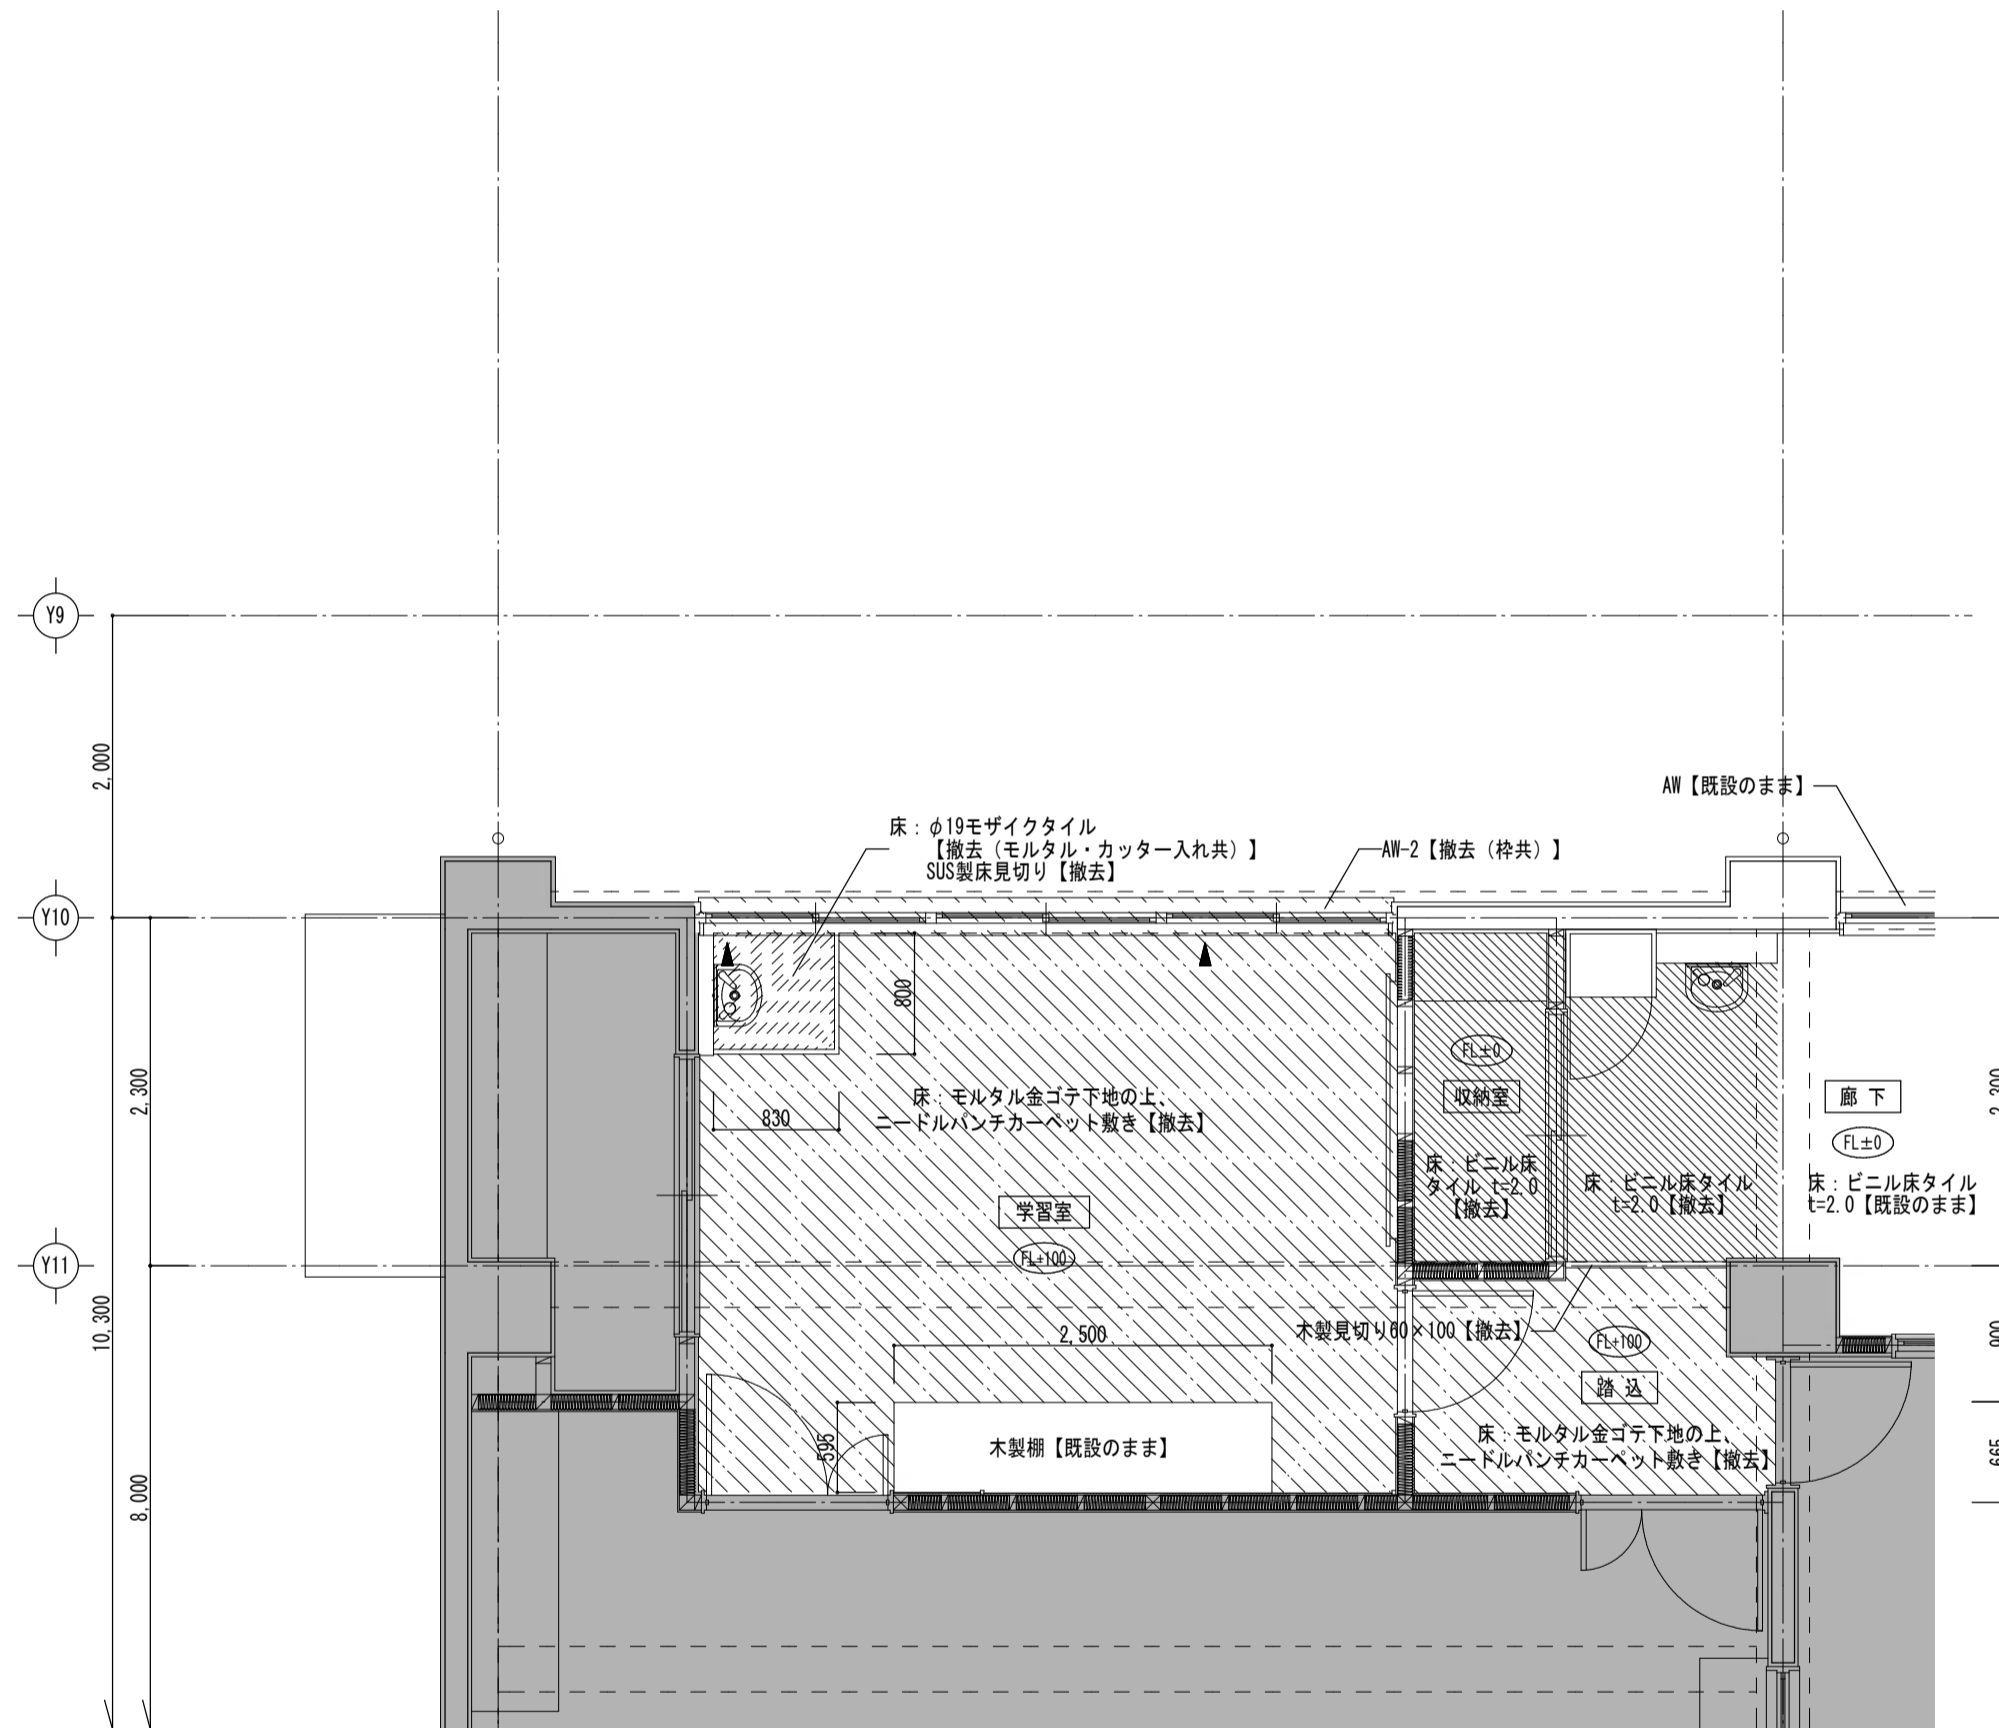 Y9
2,000
AW【既設のまま】
床：φ19モザイクタイル
【撤去（モルタル・カッター入れ共）】
SUS製床見切り【撤去】
AW-2【撤去（枠共）】
Y10
800
2,300
FL±0
収納室
床：モルタル金ゴテ下地の上、
ニードルパンチカーペット敷き【撤去】
830
廊 下
FL±0
2,300
床：ビニル床
タイル t=2.0
【撤去】
床：ビニル床タイル
t=2.0【撤去】
床：ビニル床タイル
t=2.0【既設のまま】
学習室
FL+100
Y11
10,300
2,500
木製見切り60×100【撤去】
FL+100
踏 込
595
木製棚【既設のまま】
床：モルタル金ゴテ下地の上、
ニードルパンチカーペット敷き【撤去】
8,000